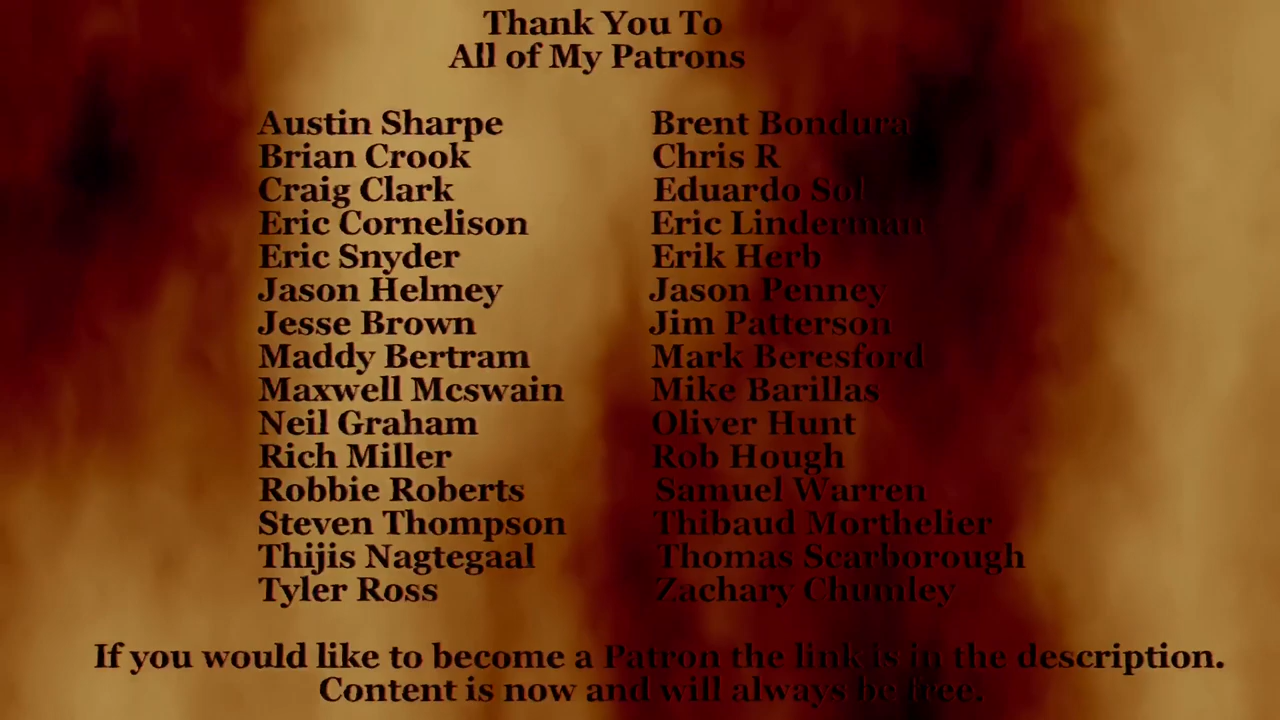 Thank You To
All of My Patrons
Austin Sharpe
Brian Crook
Craig Clark
Eric Cornelison
Eric Snyder
Jason Helmey
Jesse Brown
Maddy Bertram
Maxwell Mcswain
Neil Graham
Rich Miller
Robbie Roberts
Steven Thompson
Thijis Nagtegaal
Tyler Ross
Brent Bondura
Chris R
Eduardo Sol
Eric Linderman
Erik Herb
Jason Penney
Jim Patterson
Mark Beresford
Mike Barillas
Oliver Hunt
Rob Hough
Samuel Warren
Thibaud Morthelier
Thomas Scarborough
Zachary Chumley
If you would like to become a Patron the link is in the description.
Content is now and will always be free.